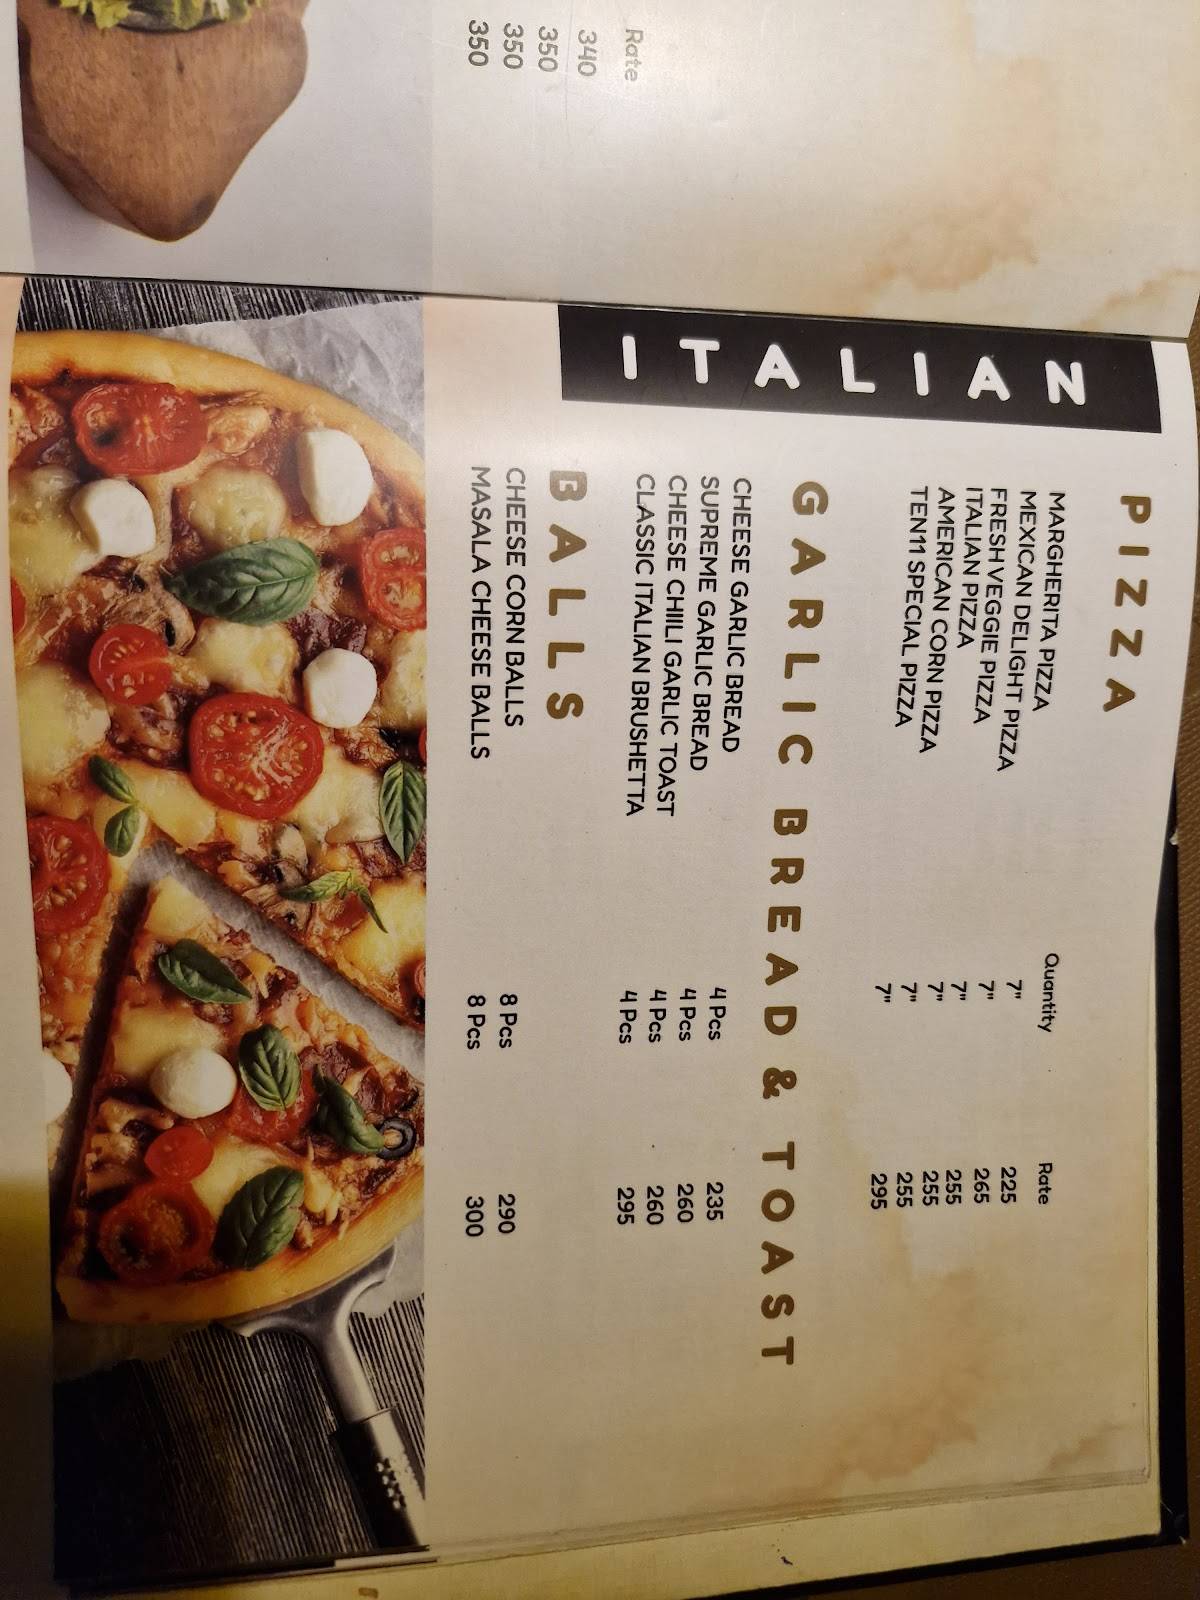 Rate
340
350
350
350
ITALIAN
PIZZA
Quantity Rate
MARGHERITA PIZZA 7" 225
MEXICAN DELIGHT PIZZA 7" 265
FRESH VEGGIE PIZZA 7" 255
ITALIAN PIZZA 7" 255
AMERICAN CORN PIZZA 7" 255
TEN11 SPECIAL PIZZA 7" 295
GARLIC BREAD & TOAST
CHEESE GARLIC BREAD 4 Pcs 235
SUPREME GARLIC BREAD 4 Pcs 260
CHEESE CHIILI GARLIC TOAST 4 Pcs 260
CLASSIC ITALIAN BRUSHETTA 4 Pcs 295
BALLS
CHEESE CORN BALLS 8 Pcs 290
MASALA CHEESE BALLS 8 Pcs 300